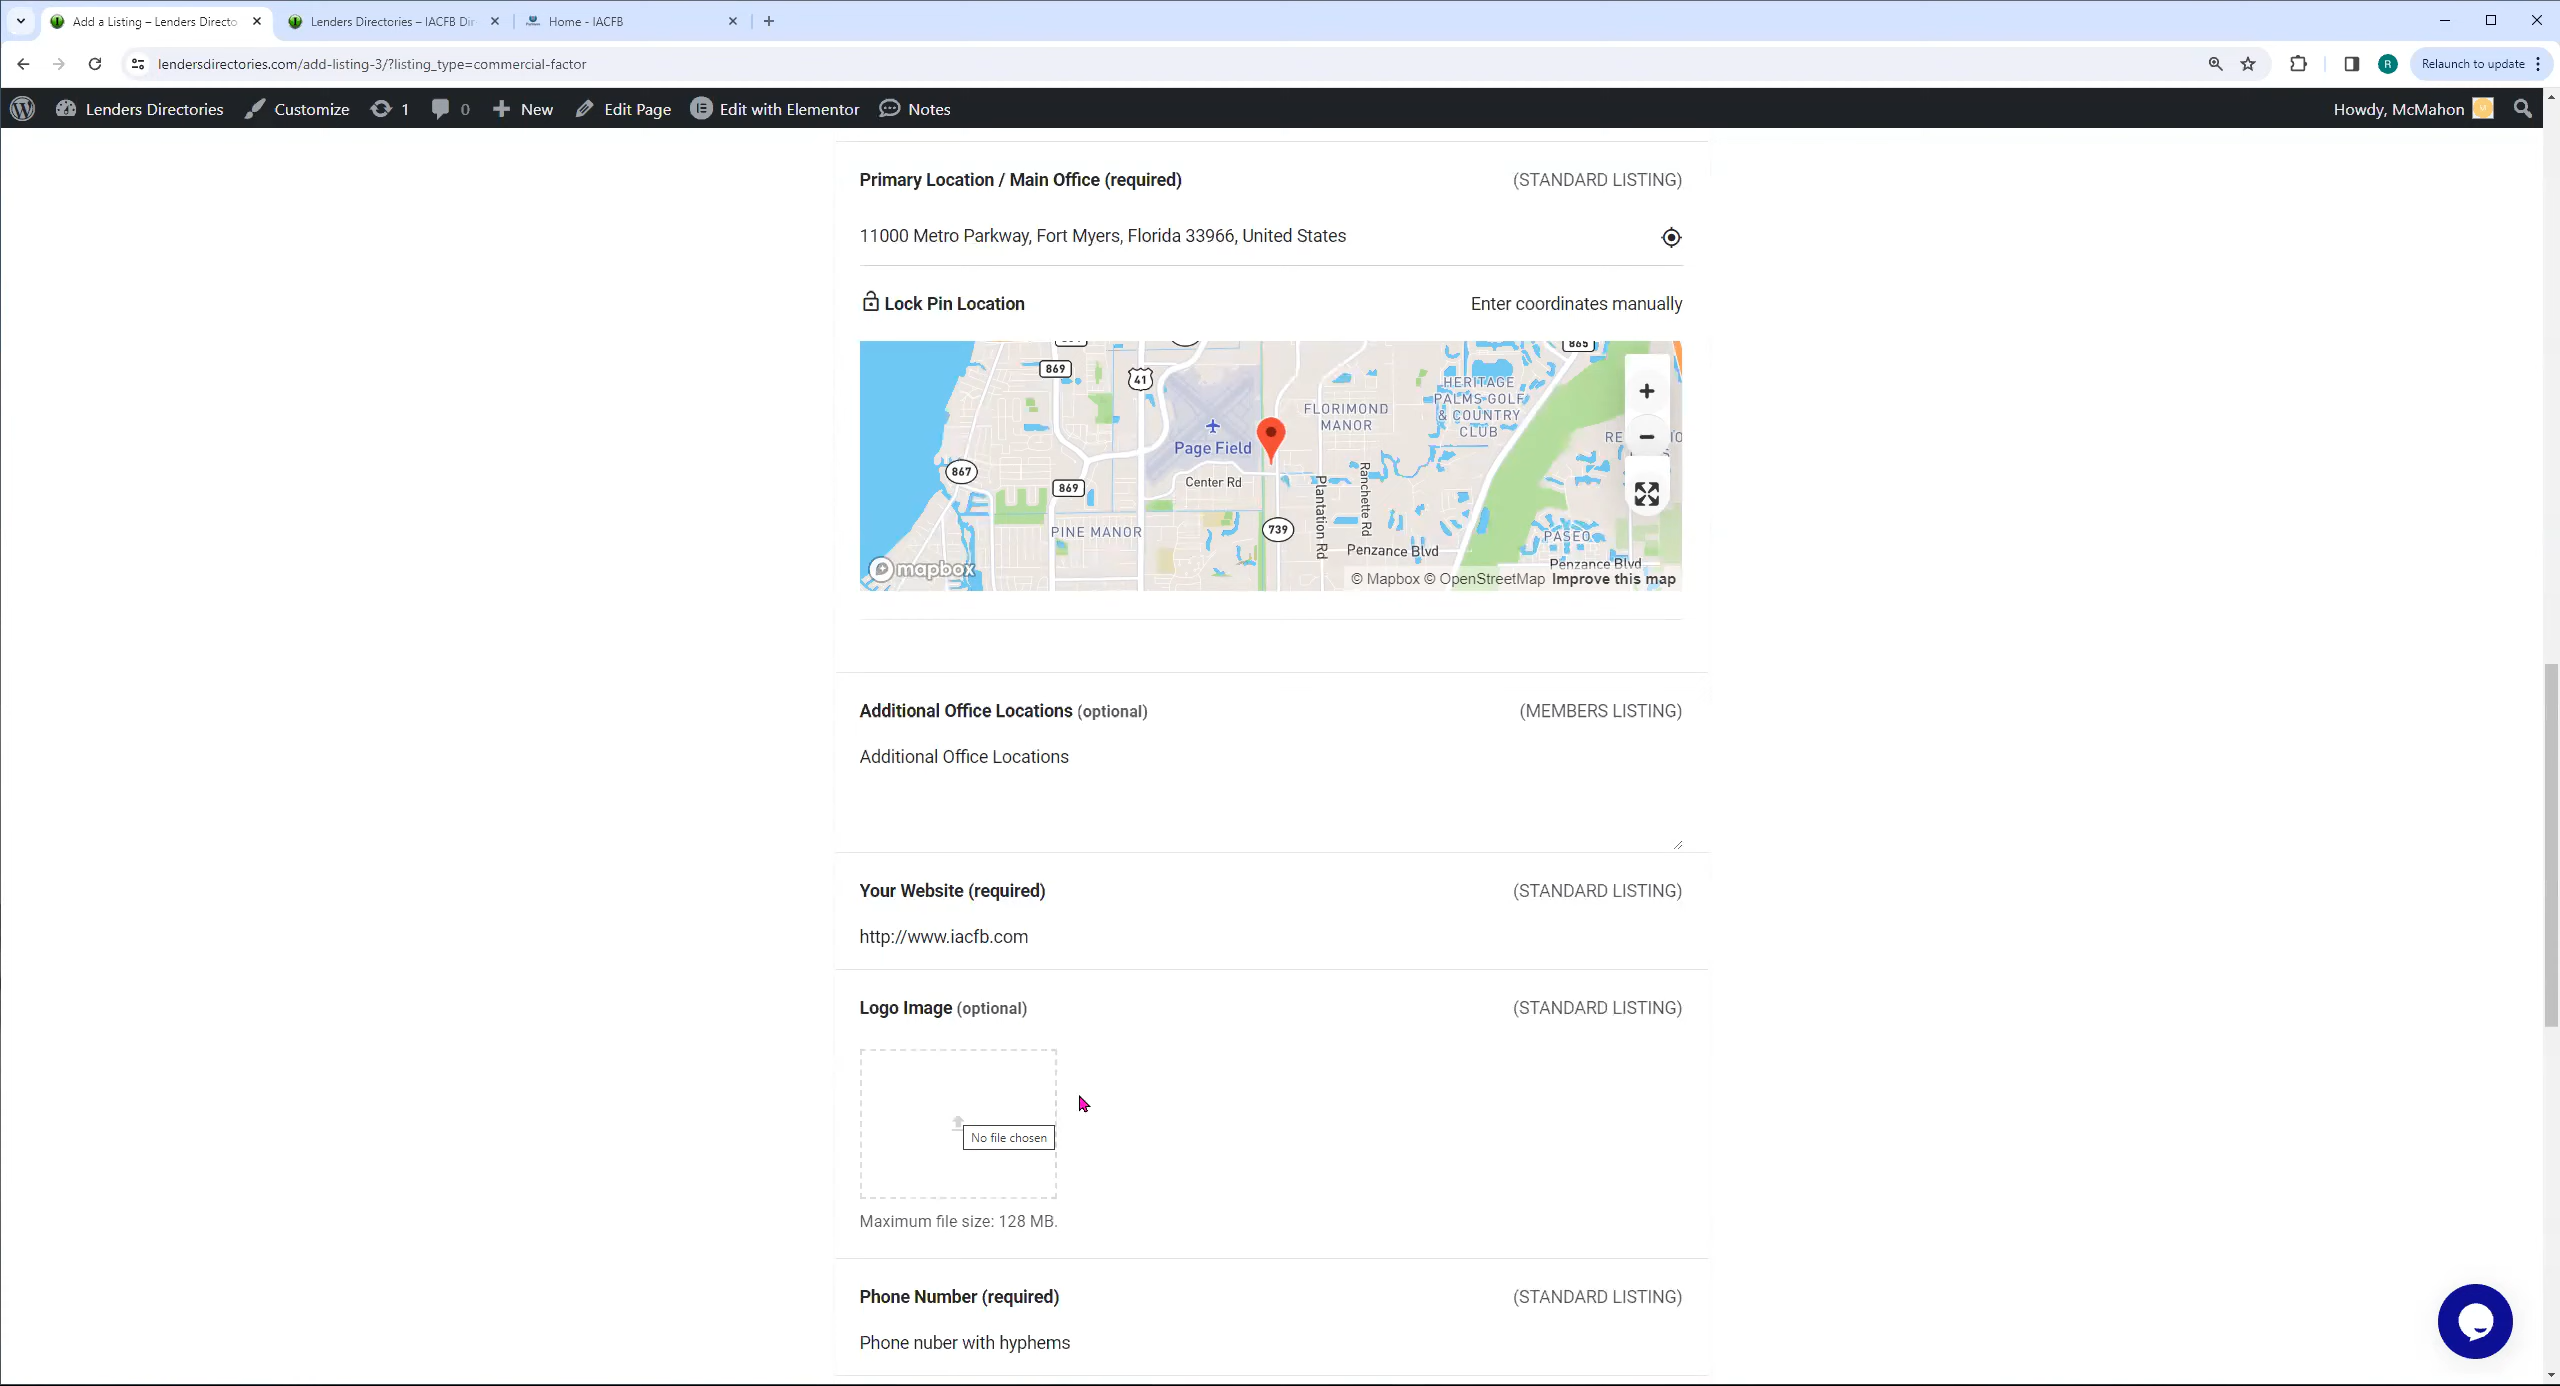 Add a Listing – Lenders Directo
Lenders Directories – IACFB Dir
Home - IACFB
lendersdirectories.com/add-listing-3/?listing_type=commercial-factor
R
Relaunch to update
Lenders Directories
Customize
1
0
New
Edit Page
Edit with Elementor
Notes
Howdy, McMahon
Primary Location / Main Office (required)
(STANDARD LISTING)
11000 Metro Parkway, Fort Myers, Florida 33966, United States
Lock Pin Location
Enter coordinates manually
865
869
41
HERITAGE
PALMS GOLF
& COUNTRY
CLUB
FLORIMOND
MANOR
Page Field
867
869
Center Rd
Plantation Rd
Ranchette Rd
739
PINE MANOR
PASEO
Penzance Blvd
Penzance Blvd
mapbox
© Mapbox © OpenStreetMap Improve this map
Additional Office Locations (optional)
(MEMBERS LISTING)
Additional Office Locations
Your Website (required)
(STANDARD LISTING)
http://www.iacfb.com
Logo Image (optional)
(STANDARD LISTING)
No file chosen
Maximum file size: 128 MB.
Phone Number (required)
(STANDARD LISTING)
Phone nuber with hyphems